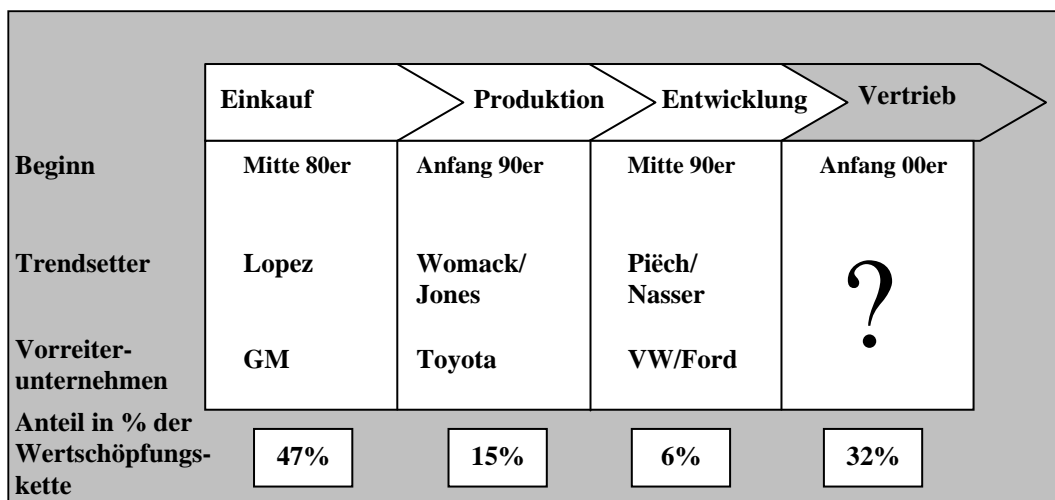 Einkauf Produktion Entwicklung Vertrieb
Beginn Mitte 80er Anfang 90er Mitte 90er Anfang 00er
Trendsetter Lopez Womack/ Piëch/
Jones Nasser
?
Vorreiter- GM Toyota VW/Ford
unternehmen
Anteil in % der
Wertschöpfungs- 47% 15% 6% 32%
kette